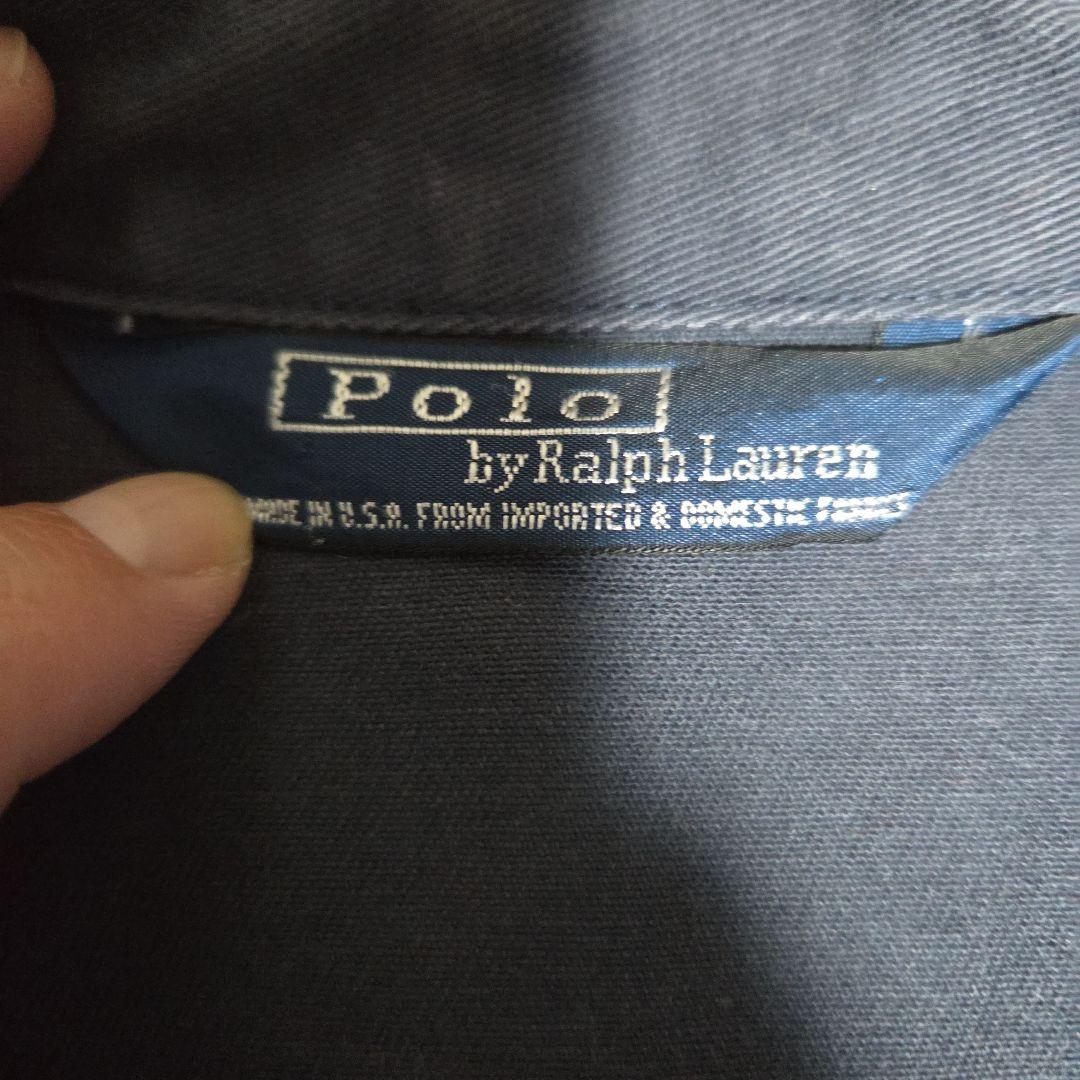 Polo
by Ralph Lauren
MADE IN U.S.A. FROM IMPORTED & DOMESTIC FABRICS